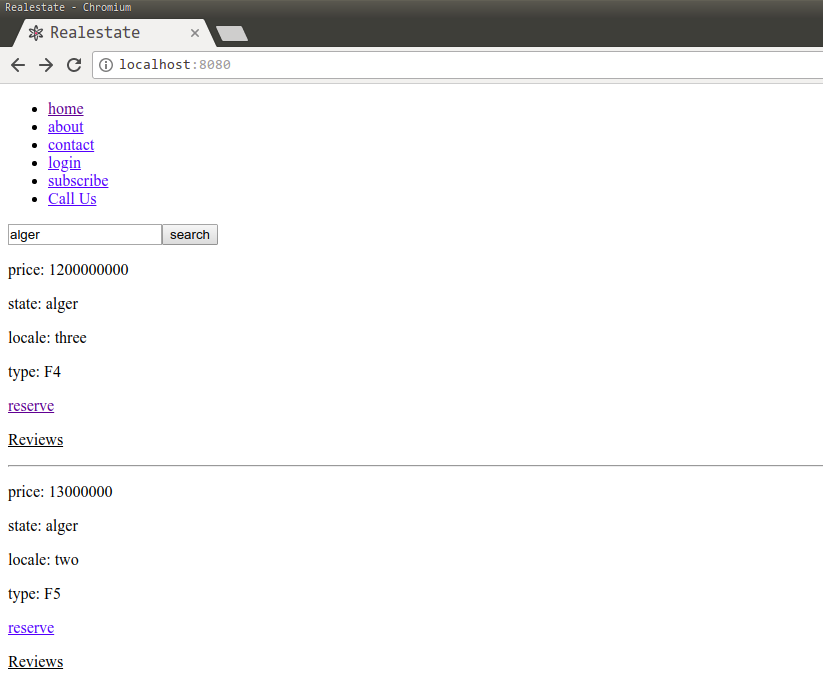 Realestate - Chromium
Realestate
localhost:8080
home
about
contact
login
subscribe
Call Us
alger search
price: 1200000000
state: alger
locale: three
type: F4
reserve
Reviews
price: 13000000
state: alger
locale: two
type: F5
reserve
Reviews